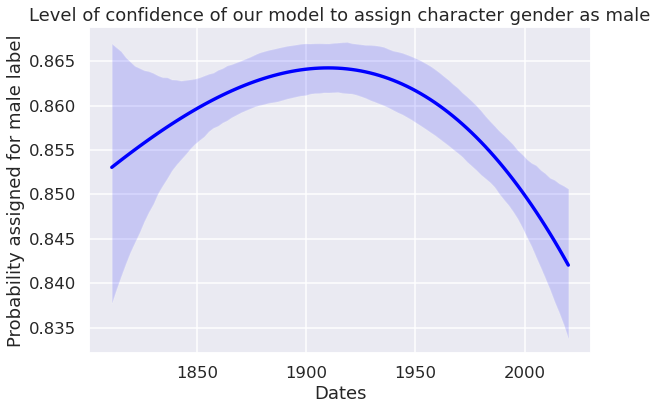 Level of confidence of our model to assign character gender as male
Probability assigned for male label
0.865
0.860
0.855
0.850
0.845
0.840
0.835
1850 1900 1950 2000
Dates